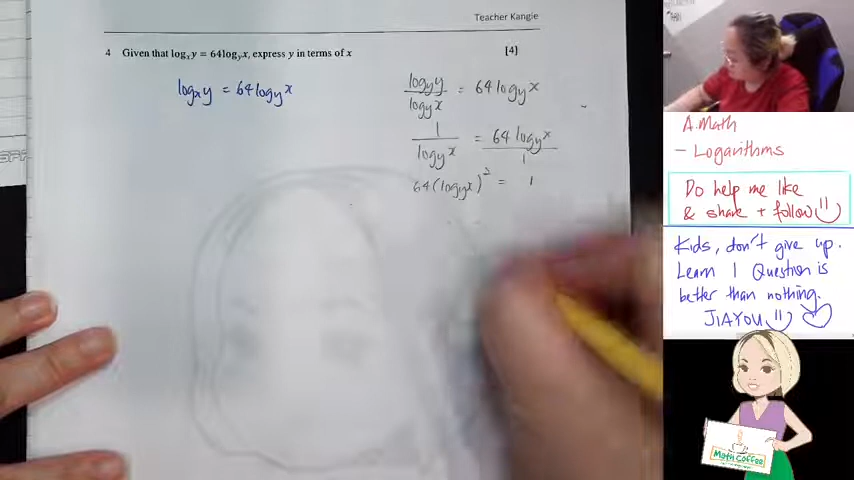 Teacher Kangie
4 Given that logₓ y = 64log_y x, express y in terms of x [4]
logₓ y = 64 log_y x
log_y y / log_y x = 64 log_y x
1 / log_y x = 64 log_y x / 1
64 (log_y x)² = 1
A.Math
- Logarithms
Do help me like
& share + follow
Kids, don't give up.
Learn 1 Question is
better than nothing.
JIAYOU
Math Coffee